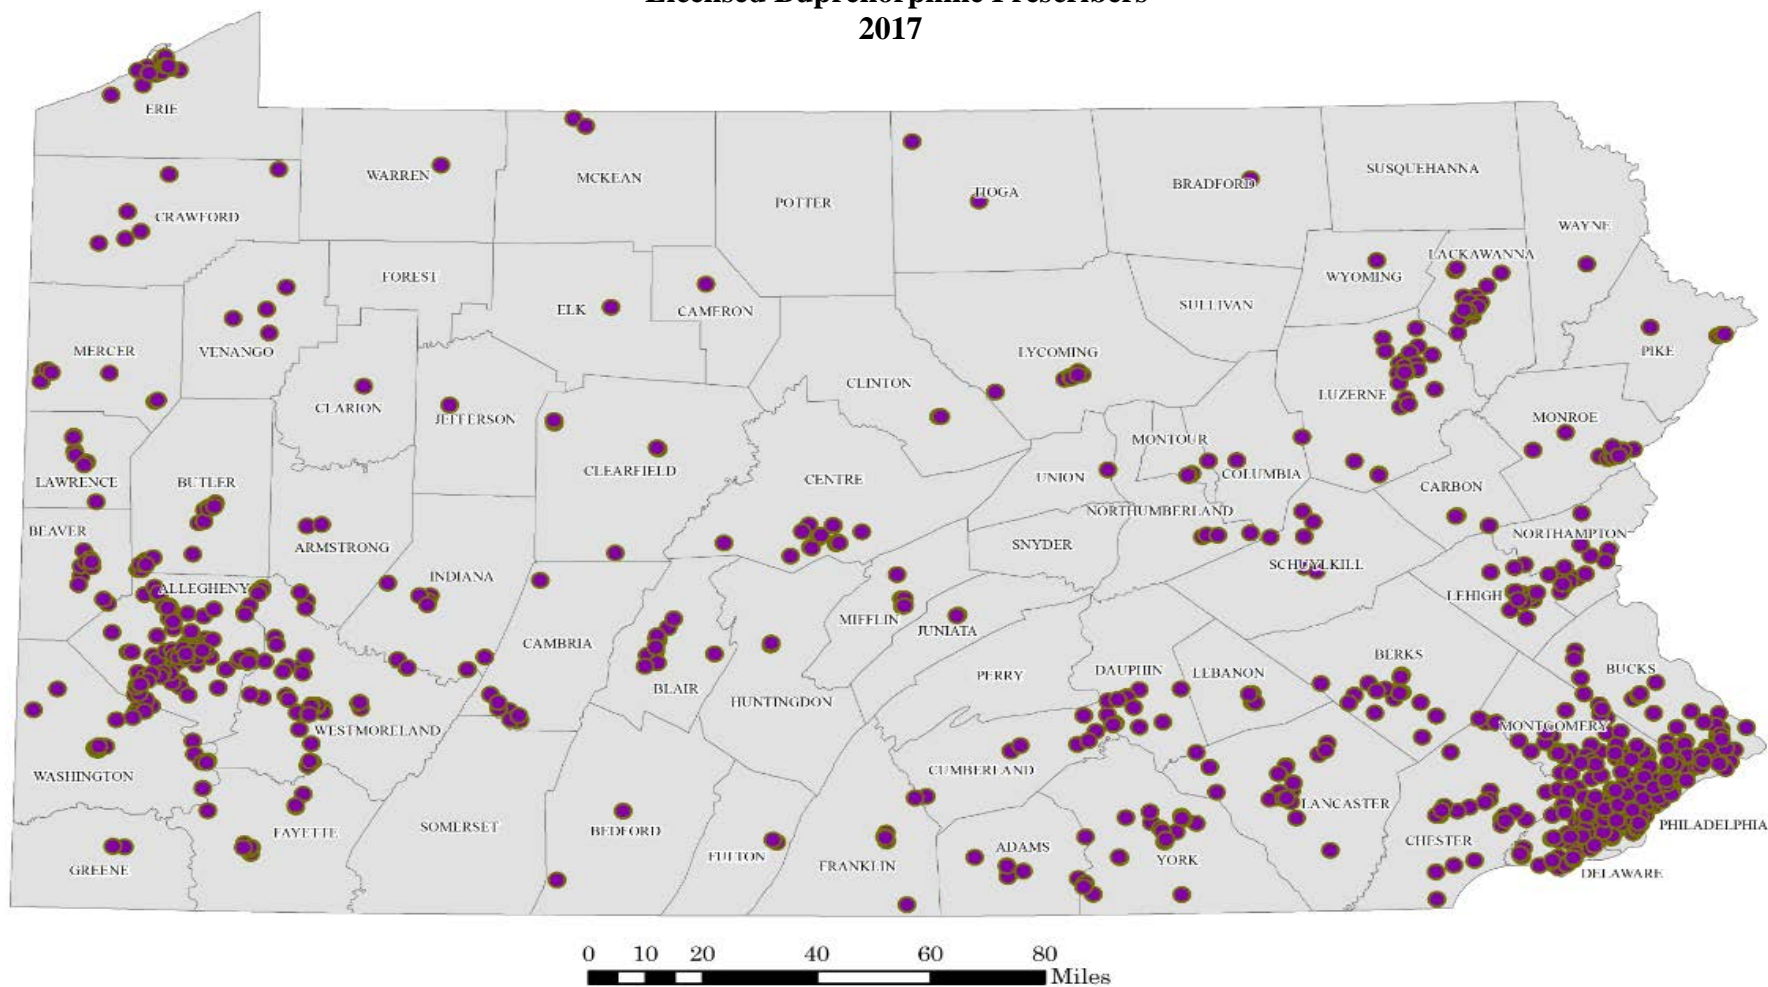 Licensed Buprenorphine Prescribers
2017
ERIE
WARREN
MCKEAN
POTTER
TIOGA
BRADFORD
SUSQUEHANNA
WAYNE
CRAWFORD
FOREST
ELK
CAMERON
SULLIVAN
WYOMING
LACKAWANNA
PIKE
MERCER
VENANGO
CLARION
JEFFERSON
CLEARFIELD
CLINTON
LYCOMING
LUZERNE
MONROE
LAWRENCE
BUTLER
ARMSTRONG
CENTRE
UNION
MONTOUR
COLUMBIA
CARBON
NORTHUMBERLAND
NORTHAMPTON
BEAVER
ALLEGHENY
INDIANA
SNYDER
SCHUYLKILL
LEHIGH
CAMBRIA
BLAIR
HUNTINGDON
MIFFLIN
JUNIATA
PERRY
DAUPHIN
LEBANON
BERKS
BUCKS
MONTGOMERY
WASHINGTON
WESTMORELAND
CUMBERLAND
LANCASTER
CHESTER
PHILADELPHIA
DELAWARE
GREENE
FAYETTE
SOMERSET
BEDFORD
FULTON
FRANKLIN
ADAMS
YORK
0 10 20 40 60 80
Miles